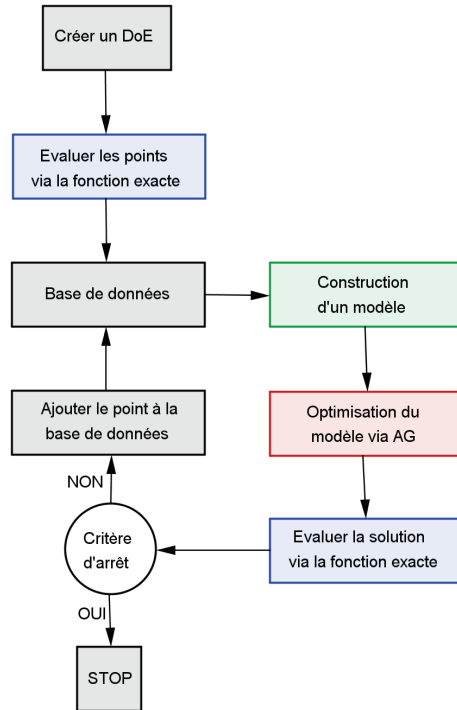 Créer un DoE
Evaluer les points
via la fonction exacte
Base de données
Construction
d'un modèle
Ajouter le point à la
base de données
Optimisation du
modèle via AG
NON
Critère
d'arrêt
Evaluer la solution
via la fonction exacte
OUI
STOP